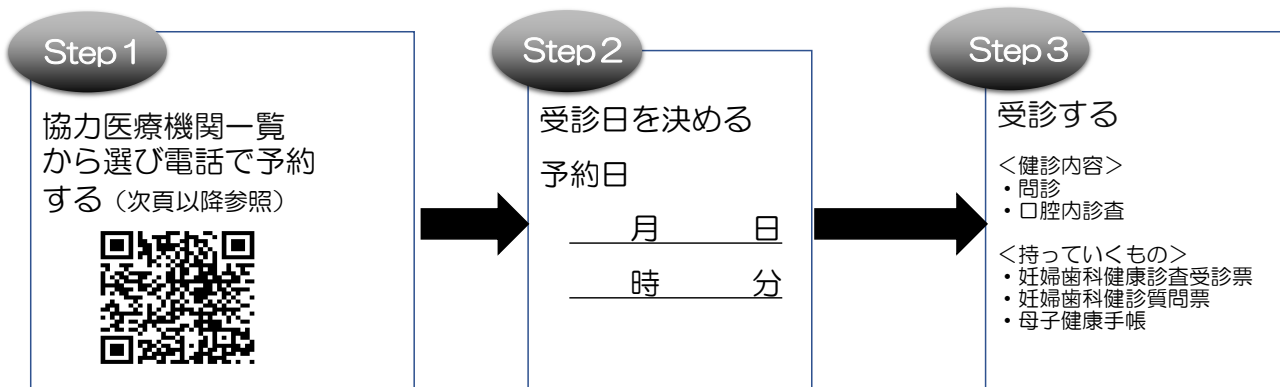 Step1
協力医療機関一覧
から選び電話で予約
する（次頁以降参照）
Step2
受診日を決める
予約日
月 日
時 分
Step3
受診する
＜健診内容＞
・問診
・口腔内診査
＜持っていくもの＞
・妊婦歯科健康診査受診票
・妊婦歯科健診質問票
・母子健康手帳